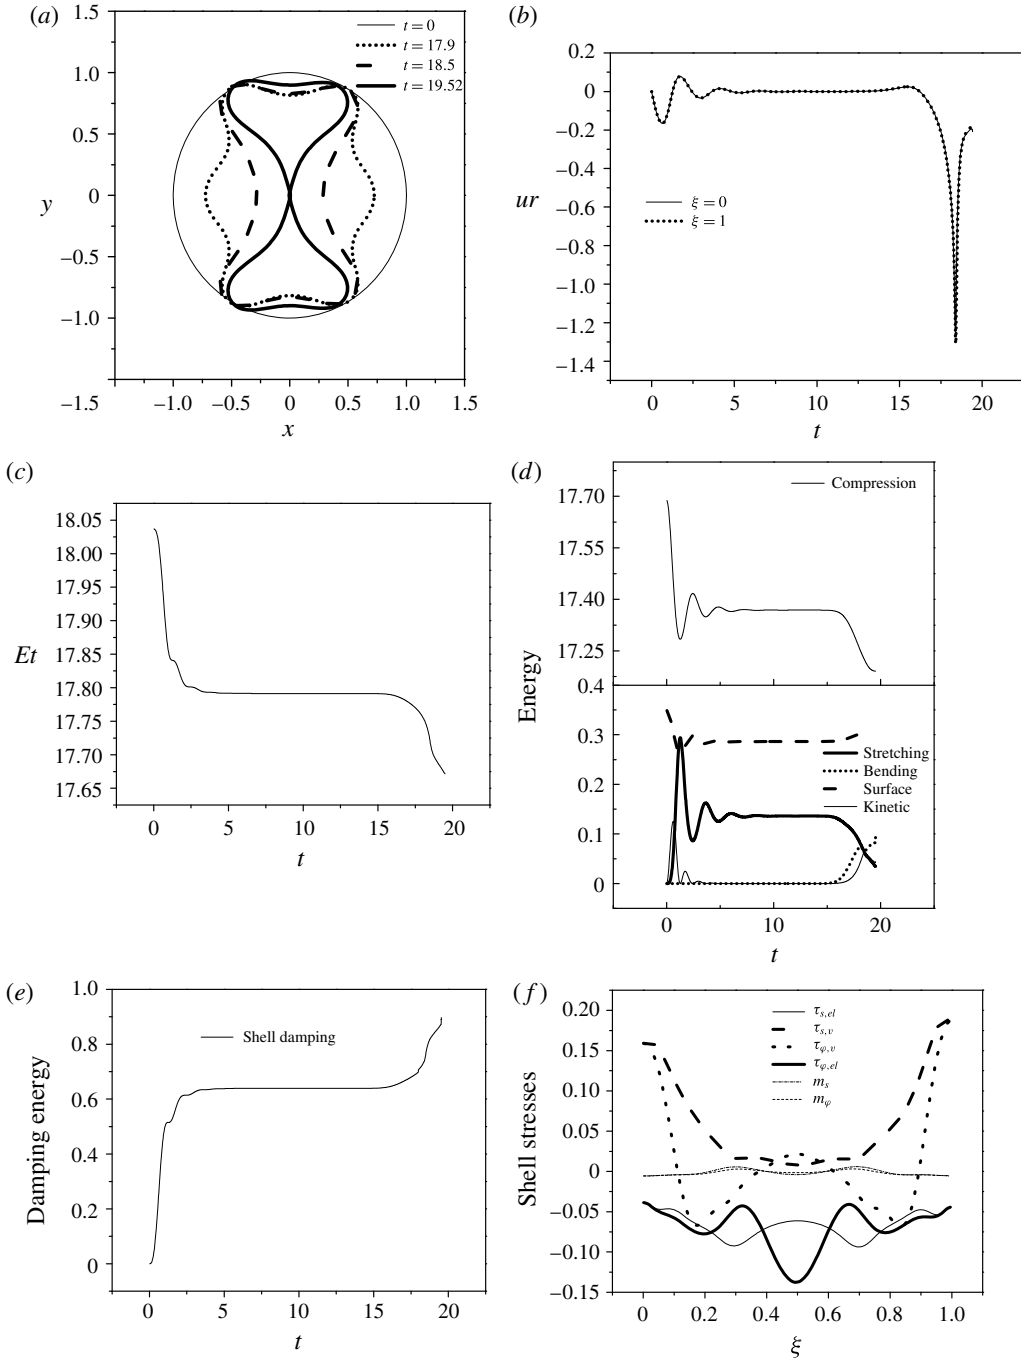 (a)
1.5
1.0
0.5
0
−0.5
−1.0
y
−1.5
−1.0
−0.5
0
0.5
1.0
1.5
x
t = 0
t = 17.9
t = 18.5
t = 19.52
(b)
0.2
0
−0.2
−0.4
−0.6
−0.8
−1.0
−1.2
−1.4
ur
ξ = 0
ξ = 1
0
5
10
15
20
t
(c)
18.05
18.00
17.95
17.90
17.85
17.80
17.75
17.70
17.65
Et
0
5
10
15
20
t
(d)
17.70
17.55
17.40
17.25
0.4
0.3
0.2
0.1
0
Energy
Compression
Stretching
Bending
Surface
Kinetic
0
10
20
t
(e)
1.0
0.8
0.6
0.4
0.2
0
Damping energy
Shell damping
0
5
10
15
20
t
(f)
0.20
0.15
0.10
0.05
0
−0.05
−0.10
−0.15
Shell stresses
τs,el
τs,v
τφ,v
τφ,el
ms
mφ
0
0.2
0.4
0.6
0.8
1.0
ξ